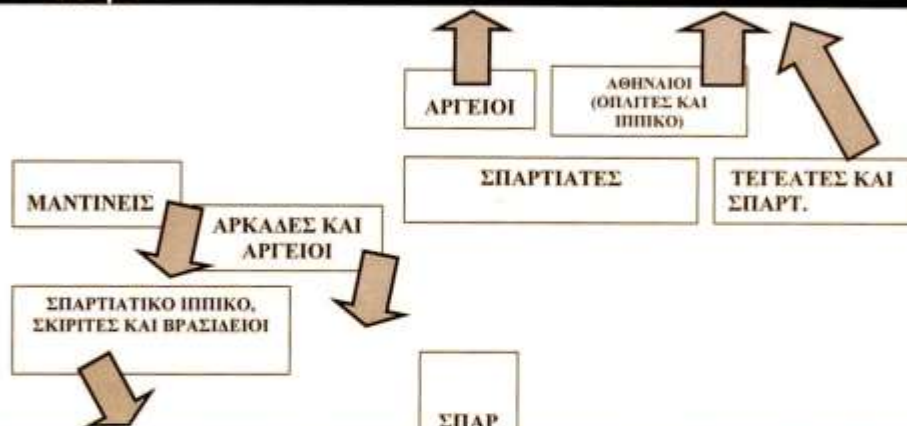 ΑΡΓΕΙΟΙ
ΑΘΗΝΑΙΟΙ
(ΟΠΛΙΤΕΣ ΚΑΙ
ΙΠΠΙΚΟ)
ΣΠΑΡΤΙΑΤΕΣ
ΤΕΓΕΑΤΕΣ ΚΑΙ
ΣΠΑΡΤ.
ΜΑΝΤΙΝΕΙΣ
ΑΡΚΑΔΕΣ ΚΑΙ
ΑΡΓΕΙΟΙ
ΣΠΑΡΤΙΑΤΙΚΟ ΙΠΠΙΚΟ,
ΣΚΙΡΙΤΕΣ ΚΑΙ ΒΡΑΣΙΔΕΙΟΙ
ΣΠΑΡ